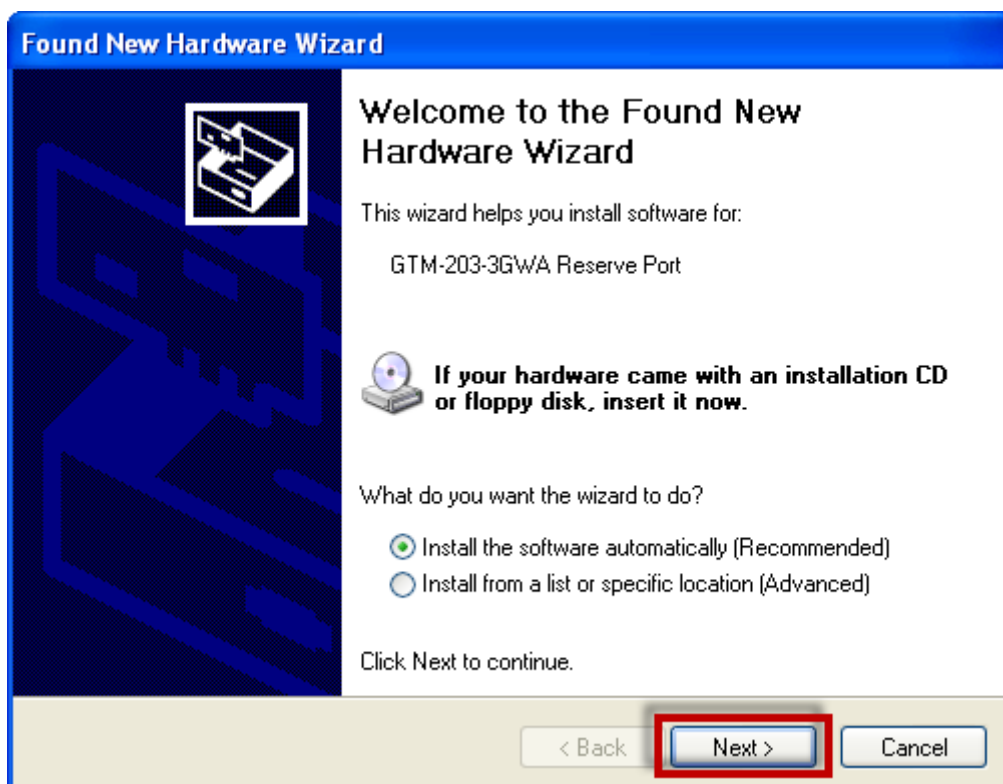 Found New Hardware Wizard
Welcome to the Found New
Hardware Wizard
This wizard helps you install software for:
GTM-203-3GWA Reserve Port
If your hardware came with an installation CD
or floppy disk, insert it now.
What do you want the wizard to do?
Install the software automatically (Recommended)
Install from a list or specific location (Advanced)
Click Next to continue.
< Back Next > Cancel